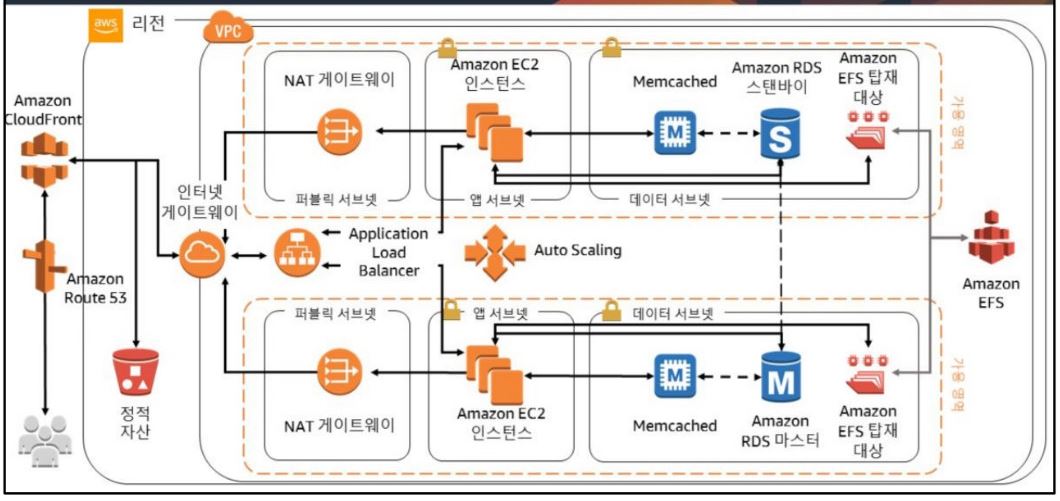 aws
리전
VPC
Amazon
CloudFront
Amazon
Route 53
정적
자산
인터넷
게이트웨이
NAT 게이트웨이
퍼블릭 서브넷
Amazon EC2
인스턴스
앱 서브넷
Memcached
M
Amazon RDS
스탠바이
S
Amazon
EFS 탑재
대상
데이터 서브넷
가용 영역
Application
Load
Balancer
Auto Scaling
Amazon
EFS
퍼블릭 서브넷
NAT 게이트웨이
앱 서브넷
Amazon EC2
인스턴스
데이터 서브넷
M
Memcached
M
Amazon
RDS 마스터
Amazon
EFS 탑재
대상
가용 영역